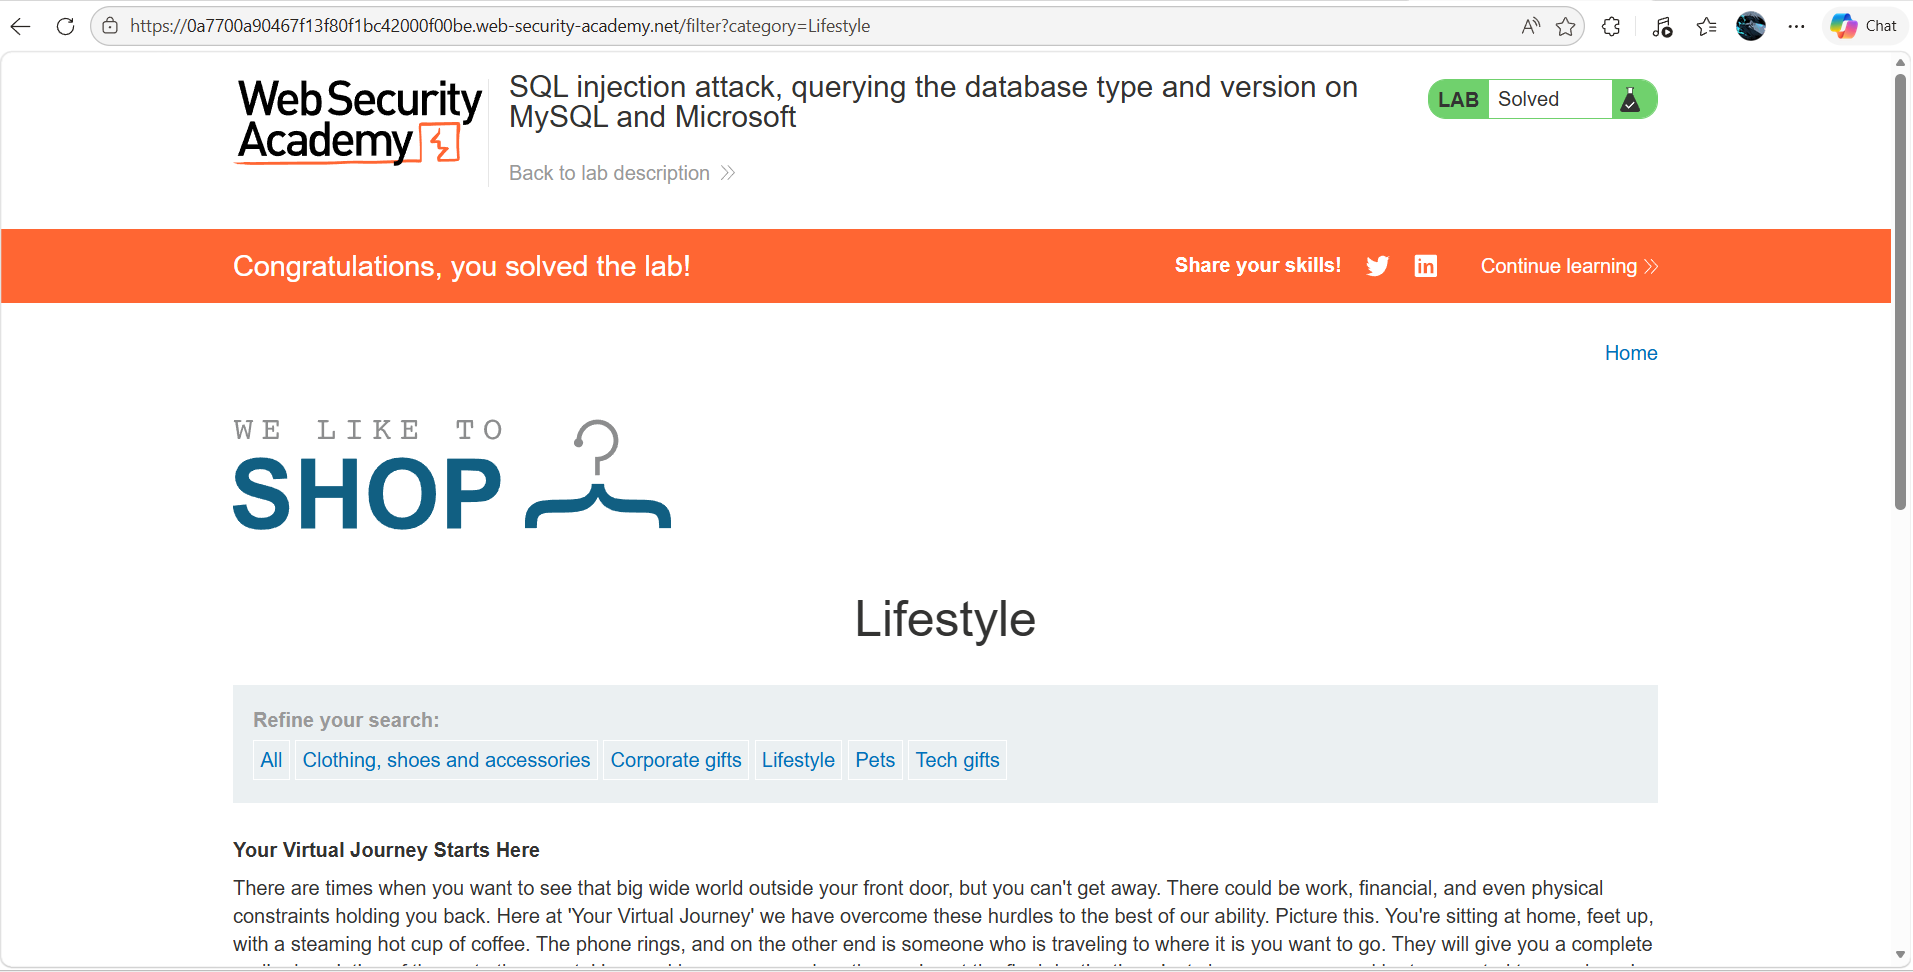 https://0a7700a90467f13f80f1bc42000f00be.web-security-academy.net/filter?category=Lifestyle
Chat
Web Security
Academy
SQL injection attack, querying the database type and version on
MySQL and Microsoft
Back to lab description
LAB Solved
Congratulations, you solved the lab!
Share your skills!
Continue learning
Home
WE LIKE TO
SHOP
Lifestyle
Refine your search:
All Clothing, shoes and accessories Corporate gifts Lifestyle Pets Tech gifts
Your Virtual Journey Starts Here
There are times when you want to see that big wide world outside your front door, but you can't get away. There could be work, financial, and even physical
constraints holding you back. Here at 'Your Virtual Journey' we have overcome these hurdles to the best of our ability. Picture this. You're sitting at home, feet up,
with a steaming hot cup of coffee. The phone rings, and on the other end is someone who is traveling to where it is you want to go. They will give you a complete